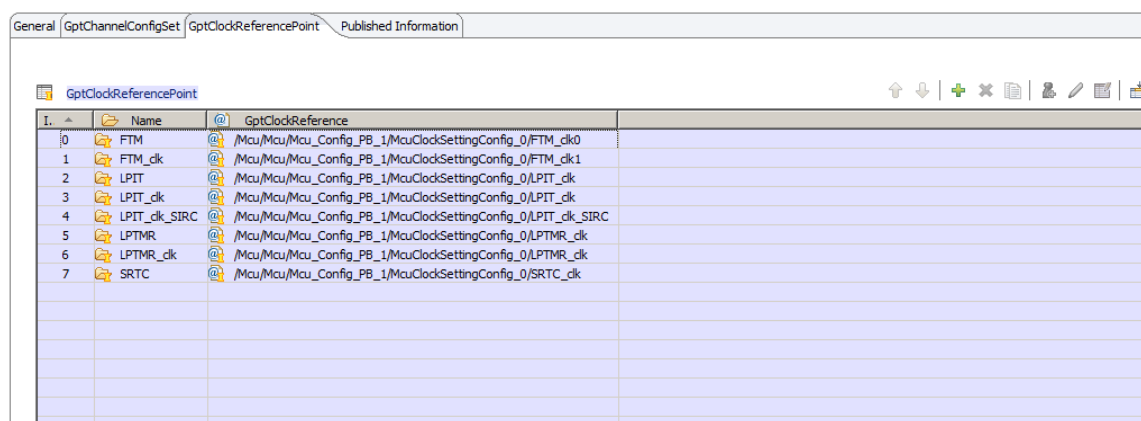 General GptChannelConfigSet GptClockReferencePoint Published Information
GptClockReferencePoint
I. Name GptClockReference
0 FTM /Mcu/Mcu/Mcu_Config_PB_1/McuClockSettingConfig_0/FTM_clk0
1 FTM_clk /Mcu/Mcu/Mcu_Config_PB_1/McuClockSettingConfig_0/FTM_clk1
2 LPIT /Mcu/Mcu/Mcu_Config_PB_1/McuClockSettingConfig_0/LPIT_clk
3 LPIT_clk /Mcu/Mcu/Mcu_Config_PB_1/McuClockSettingConfig_0/LPIT_clk
4 LPIT_clk_SIRC /Mcu/Mcu/Mcu_Config_PB_1/McuClockSettingConfig_0/LPIT_clk_SIRC
5 LPTMR /Mcu/Mcu/Mcu_Config_PB_1/McuClockSettingConfig_0/LPTMR_clk
6 LPTMR_clk /Mcu/Mcu/Mcu_Config_PB_1/McuClockSettingConfig_0/LPTMR_clk
7 SRTC /Mcu/Mcu/Mcu_Config_PB_1/McuClockSettingConfig_0/SRTC_clk